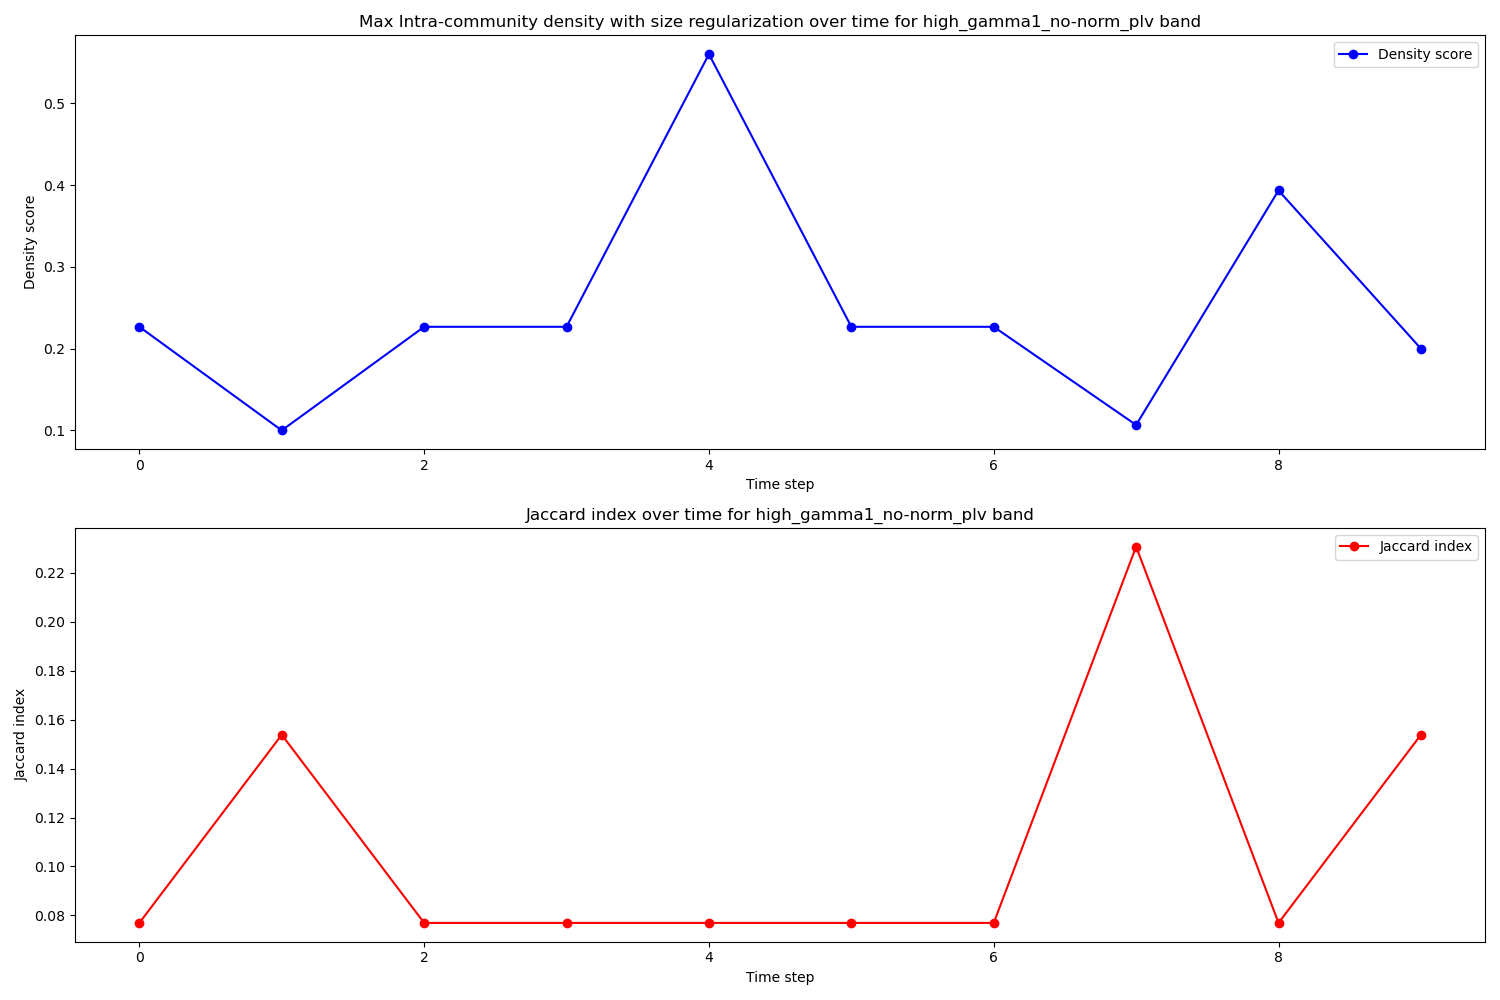 Max Intra-community density with size regularization over time for high_gamma1_no-norm_plv band
Density score
0.5
0.4
0.3
0.2
0.1
Density score
0 2 4 6 8
Time step
Jaccard index over time for high_gamma1_no-norm_plv band
Jaccard index
0.22
0.20
0.18
0.16
0.14
0.12
0.10
0.08
Jaccard index
0 2 4 6 8
Time step